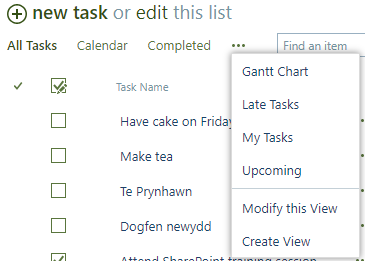 new task or edit this list
All Tasks Calendar Completed ••• Find an item
Task Name
Gantt Chart
Late Tasks
My Tasks
Upcoming
Modify this View
Create View
Have cake on Friday
Make tea
Te Prynhawn
Dogfen newydd
Attend SharePoint training session